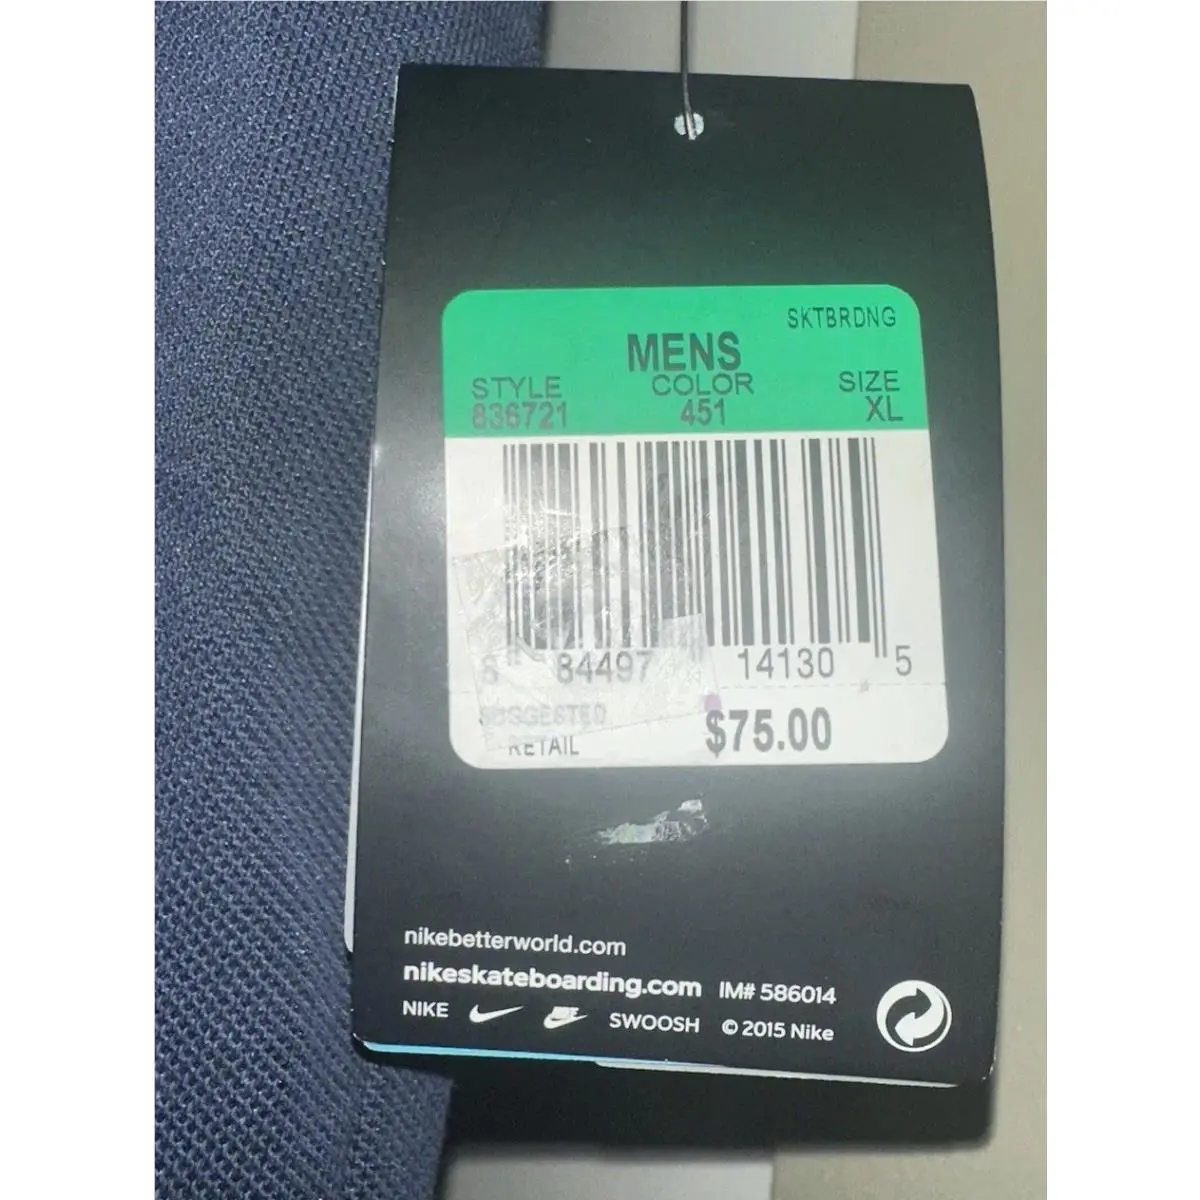 SKTBRDNG
MENS
STYLE COLOR SIZE
836721 451 XL
84497 14130 5
SUGGESTED
RETAIL $75.00
nikebetterworld.com
nikeskateboarding.com IM# 586014
NIKE SWOOSH © 2015 Nike